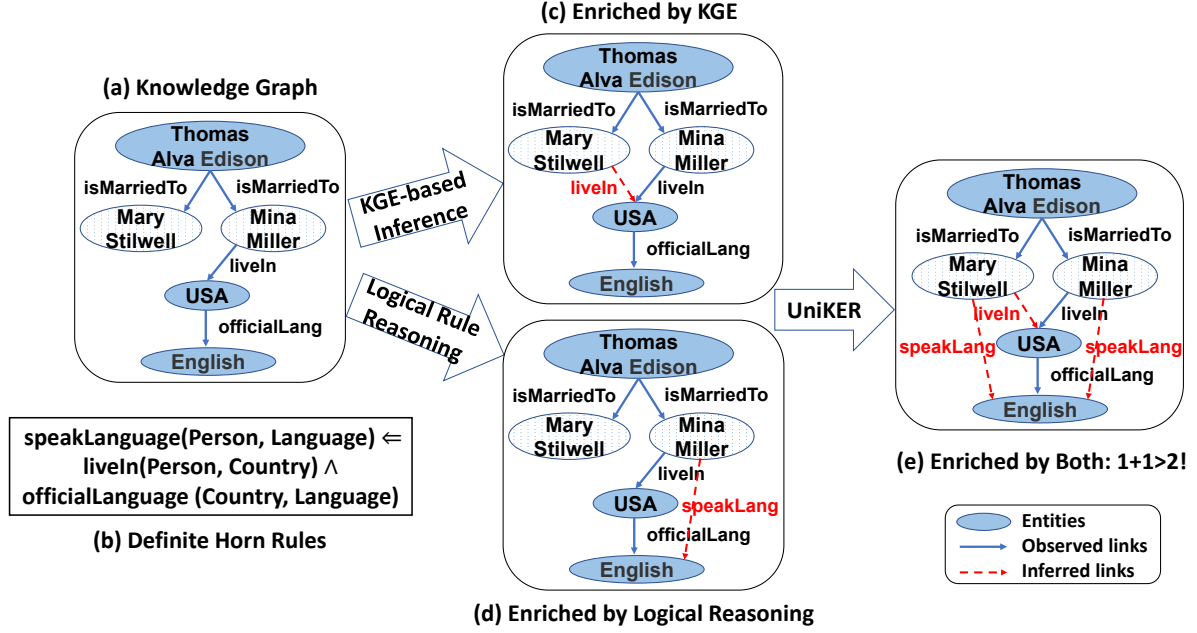 (a) Knowledge Graph
Thomas
Alva Edison
isMarriedTo
isMarriedTo
Mary
Stilwell
Mina
Miller
liveIn
USA
officialLang
English
speakLanguage(Person, Language) ⇐
liveIn(Person, Country) ∧
officialLanguage (Country, Language)
(b) Definite Horn Rules
KGE-based
Inference
Logical Rule
Reasoning
(c) Enriched by KGE
Thomas
Alva Edison
isMarriedTo
isMarriedTo
Mary
Stilwell
Mina
Miller
liveIn
liveIn
USA
officialLang
English
Thomas
Alva Edison
isMarriedTo
isMarriedTo
Mary
Stilwell
Mina
Miller
liveIn
USA
speakLang
officialLang
English
(d) Enriched by Logical Reasoning
UniKER
Thomas
Alva Edison
isMarriedTo
isMarriedTo
Mary
Stilwell
Mina
Miller
liveIn
liveIn
speakLang
USA
speakLang
officialLang
English
(e) Enriched by Both: 1+1>2!
Entities
Observed links
Inferred links